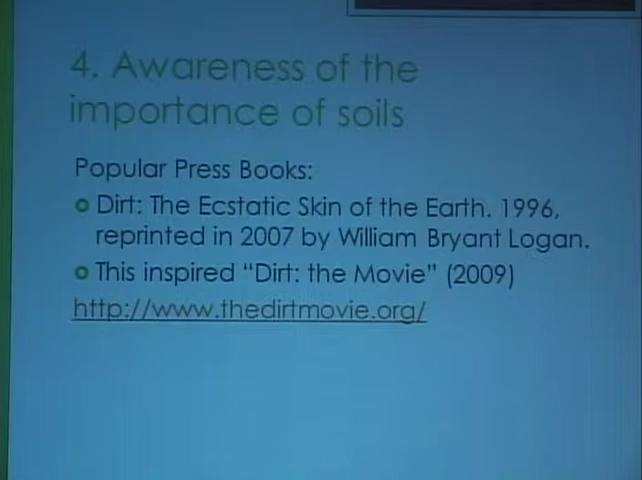 4. Awareness of the
importance of soils
Popular Press Books:
Dirt: The Ecstatic Skin of the Earth. 1996,
reprinted in 2007 by William Bryant Logan.
This inspired “Dirt: the Movie” (2009)
http://www.thedirtmovie.org/